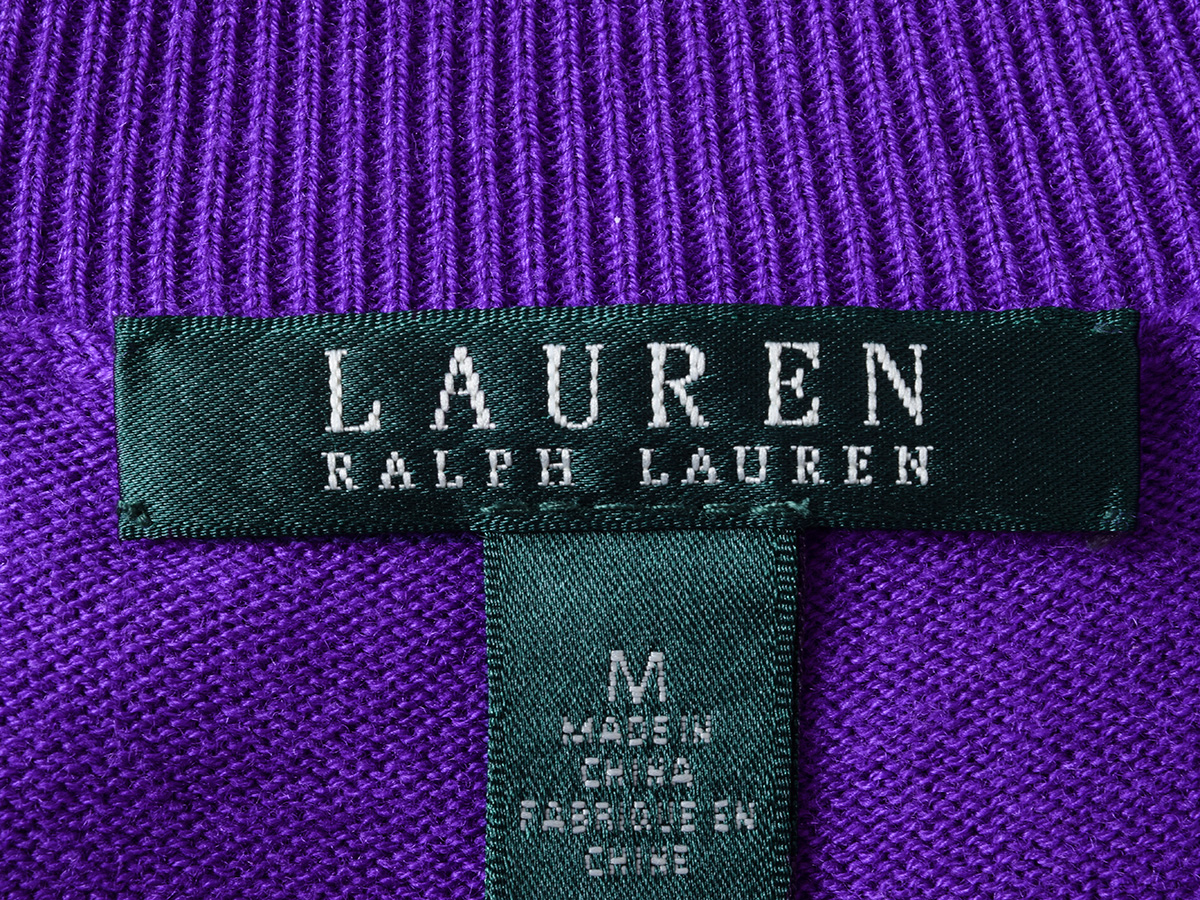 LAUREN
RALPH LAUREN
M
MADE IN
CHINA
FABRIQUE EN
CHINE